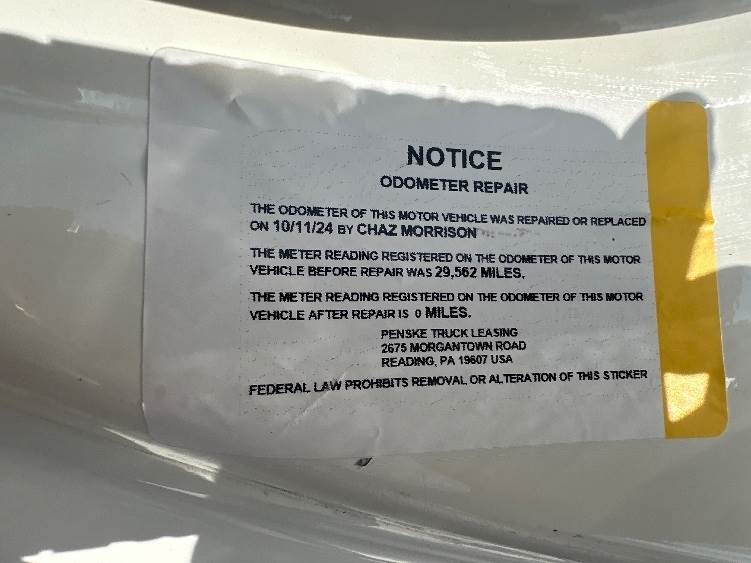 NOTICE
ODOMETER REPAIR
THE ODOMETER OF THIS MOTOR VEHICLE WAS REPAIRED OR REPLACED
ON 10/11/24 BY CHAZ MORRISON
THE METER READING REGISTERED ON THE ODOMETER OF THIS MOTOR
VEHICLE BEFORE REPAIR WAS 29,562 MILES.
THE METER READING REGISTERED ON THE ODOMETER OF THIS MOTOR
VEHICLE AFTER REPAIR IS 0 MILES.
PENSKE TRUCK LEASING
2675 MORGANTOWN ROAD
READING, PA 19607 USA
FEDERAL LAW PROHIBITS REMOVAL OR ALTERATION OF THIS STICKER